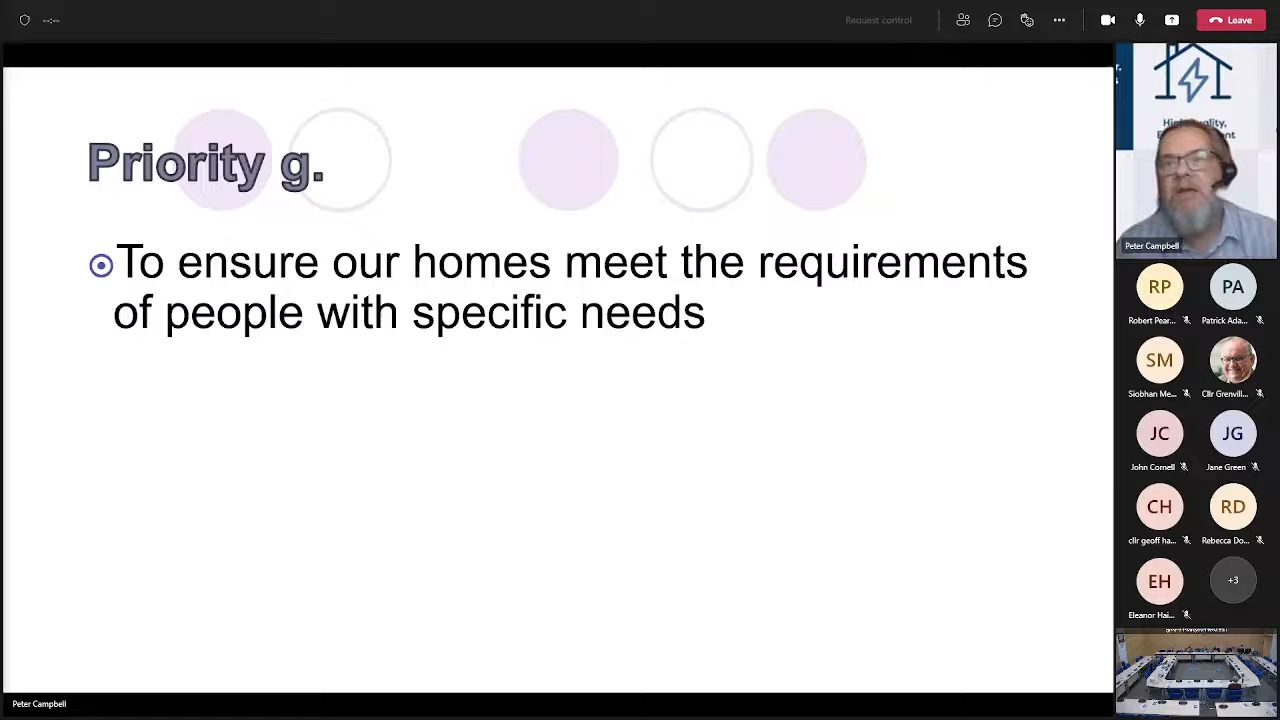 --:--
Request control
Leave
Priority g.
To ensure our homes meet the requirements
of people with specific needs
Peter Campbell
RP
PA
Robert Pear...
Patrick Ada...
SM
Siobhan Me...
Cllr Grenvill...
JC
JG
John Cornell
Jane Green
CH
RD
cllr geoff ha...
Rebecca Do...
EH
+3
Eleanor Hai...
Peter Campbell